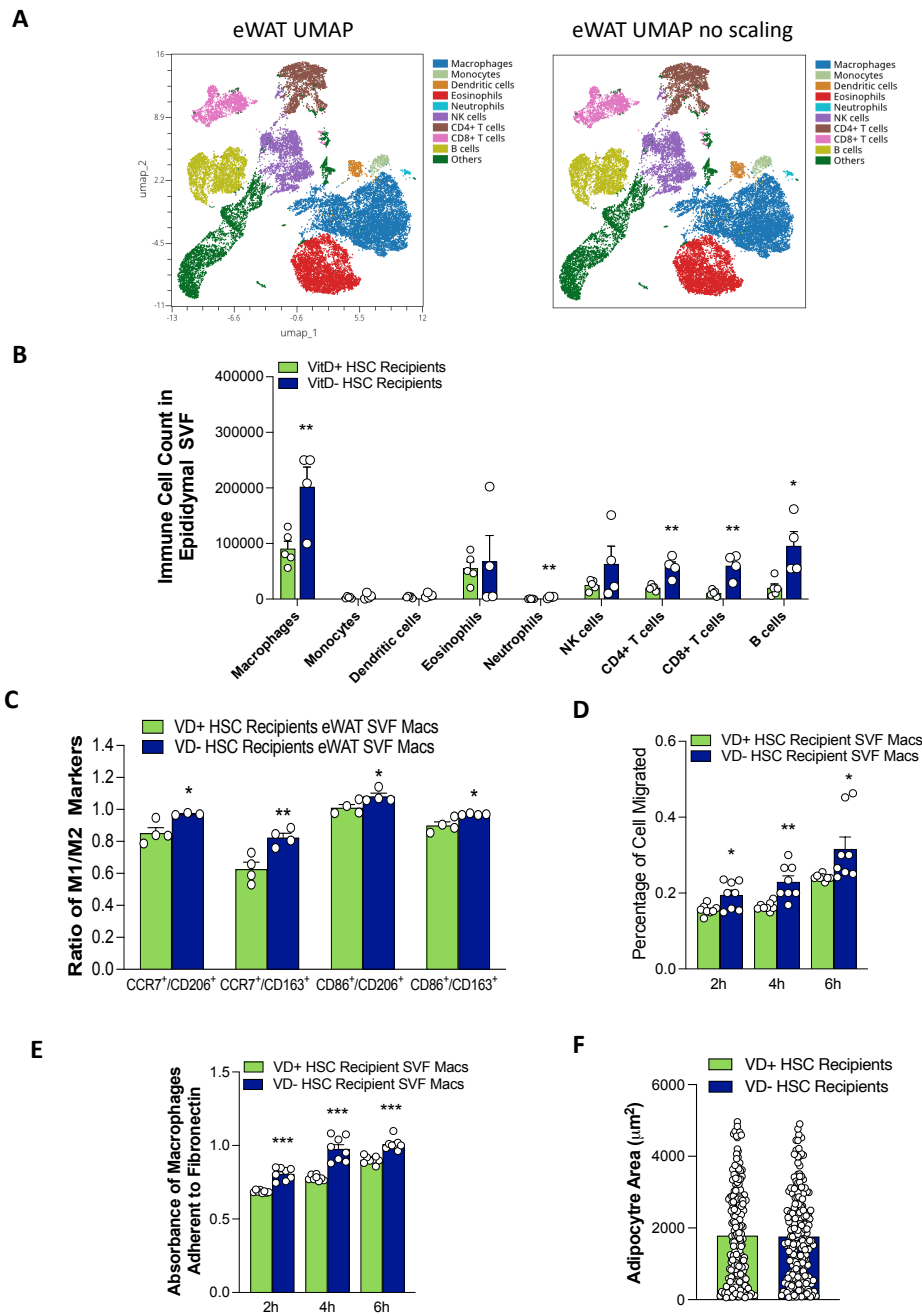 A
eWAT UMAP
eWAT UMAP no scaling
16
8.9
2.2
-4.5
-11
umap_2
-13
-6.6
-0.6
5.5
12
umap_1
Macrophages
Monocytes
Dendritic cells
Eosinophils
Neutrophils
NK cells
CD4+ T cells
CD8+ T cells
B cells
Others
Macrophages
Monocytes
Dendritic cells
Eosinophils
Neutrophils
NK cells
CD4+ T cells
CD8+ T cells
B cells
Others
B
VitD+ HSC Recipients
VitD- HSC Recipients
Immune Cell Count in
Epididymal SVF
400000
300000
200000
100000
0
**
**
**
**
*
Macrophages
Monocytes
Dendritic cells
Eosinophils
Neutrophils
NK cells
CD4+ T cells
CD8+ T cells
B cells
C
VD+ HSC Recipients eWAT SVF Macs
VD- HSC Recipients eWAT SVF Macs
Ratio of M1/M2 Markers
1.4
1.2
1.0
0.8
0.6
0.4
0.2
0.0
*
**
*
*
CCR7+/CD206+
CCR7+/CD163+
CD86+/CD206+
CD86+/CD163+
D
VD+ HSC Recipient SVF Macs
VD- HSC Recipient SVF Macs
Percentage of Cell Migrated
0.6
0.4
0.2
0.0
*
**
*
2h
4h
6h
E
VD+ HSC Recipient SVF Macs
VD- HSC Recipient SVF Macs
Absorbance of Macrophages
Adherent to Fibronectin
1.5
1.0
0.5
0.0
***
***
***
2h
4h
6h
F
VD+ HSC Recipients
VD- HSC Recipients
Adipocytre Area (μm²)
6000
4000
2000
0